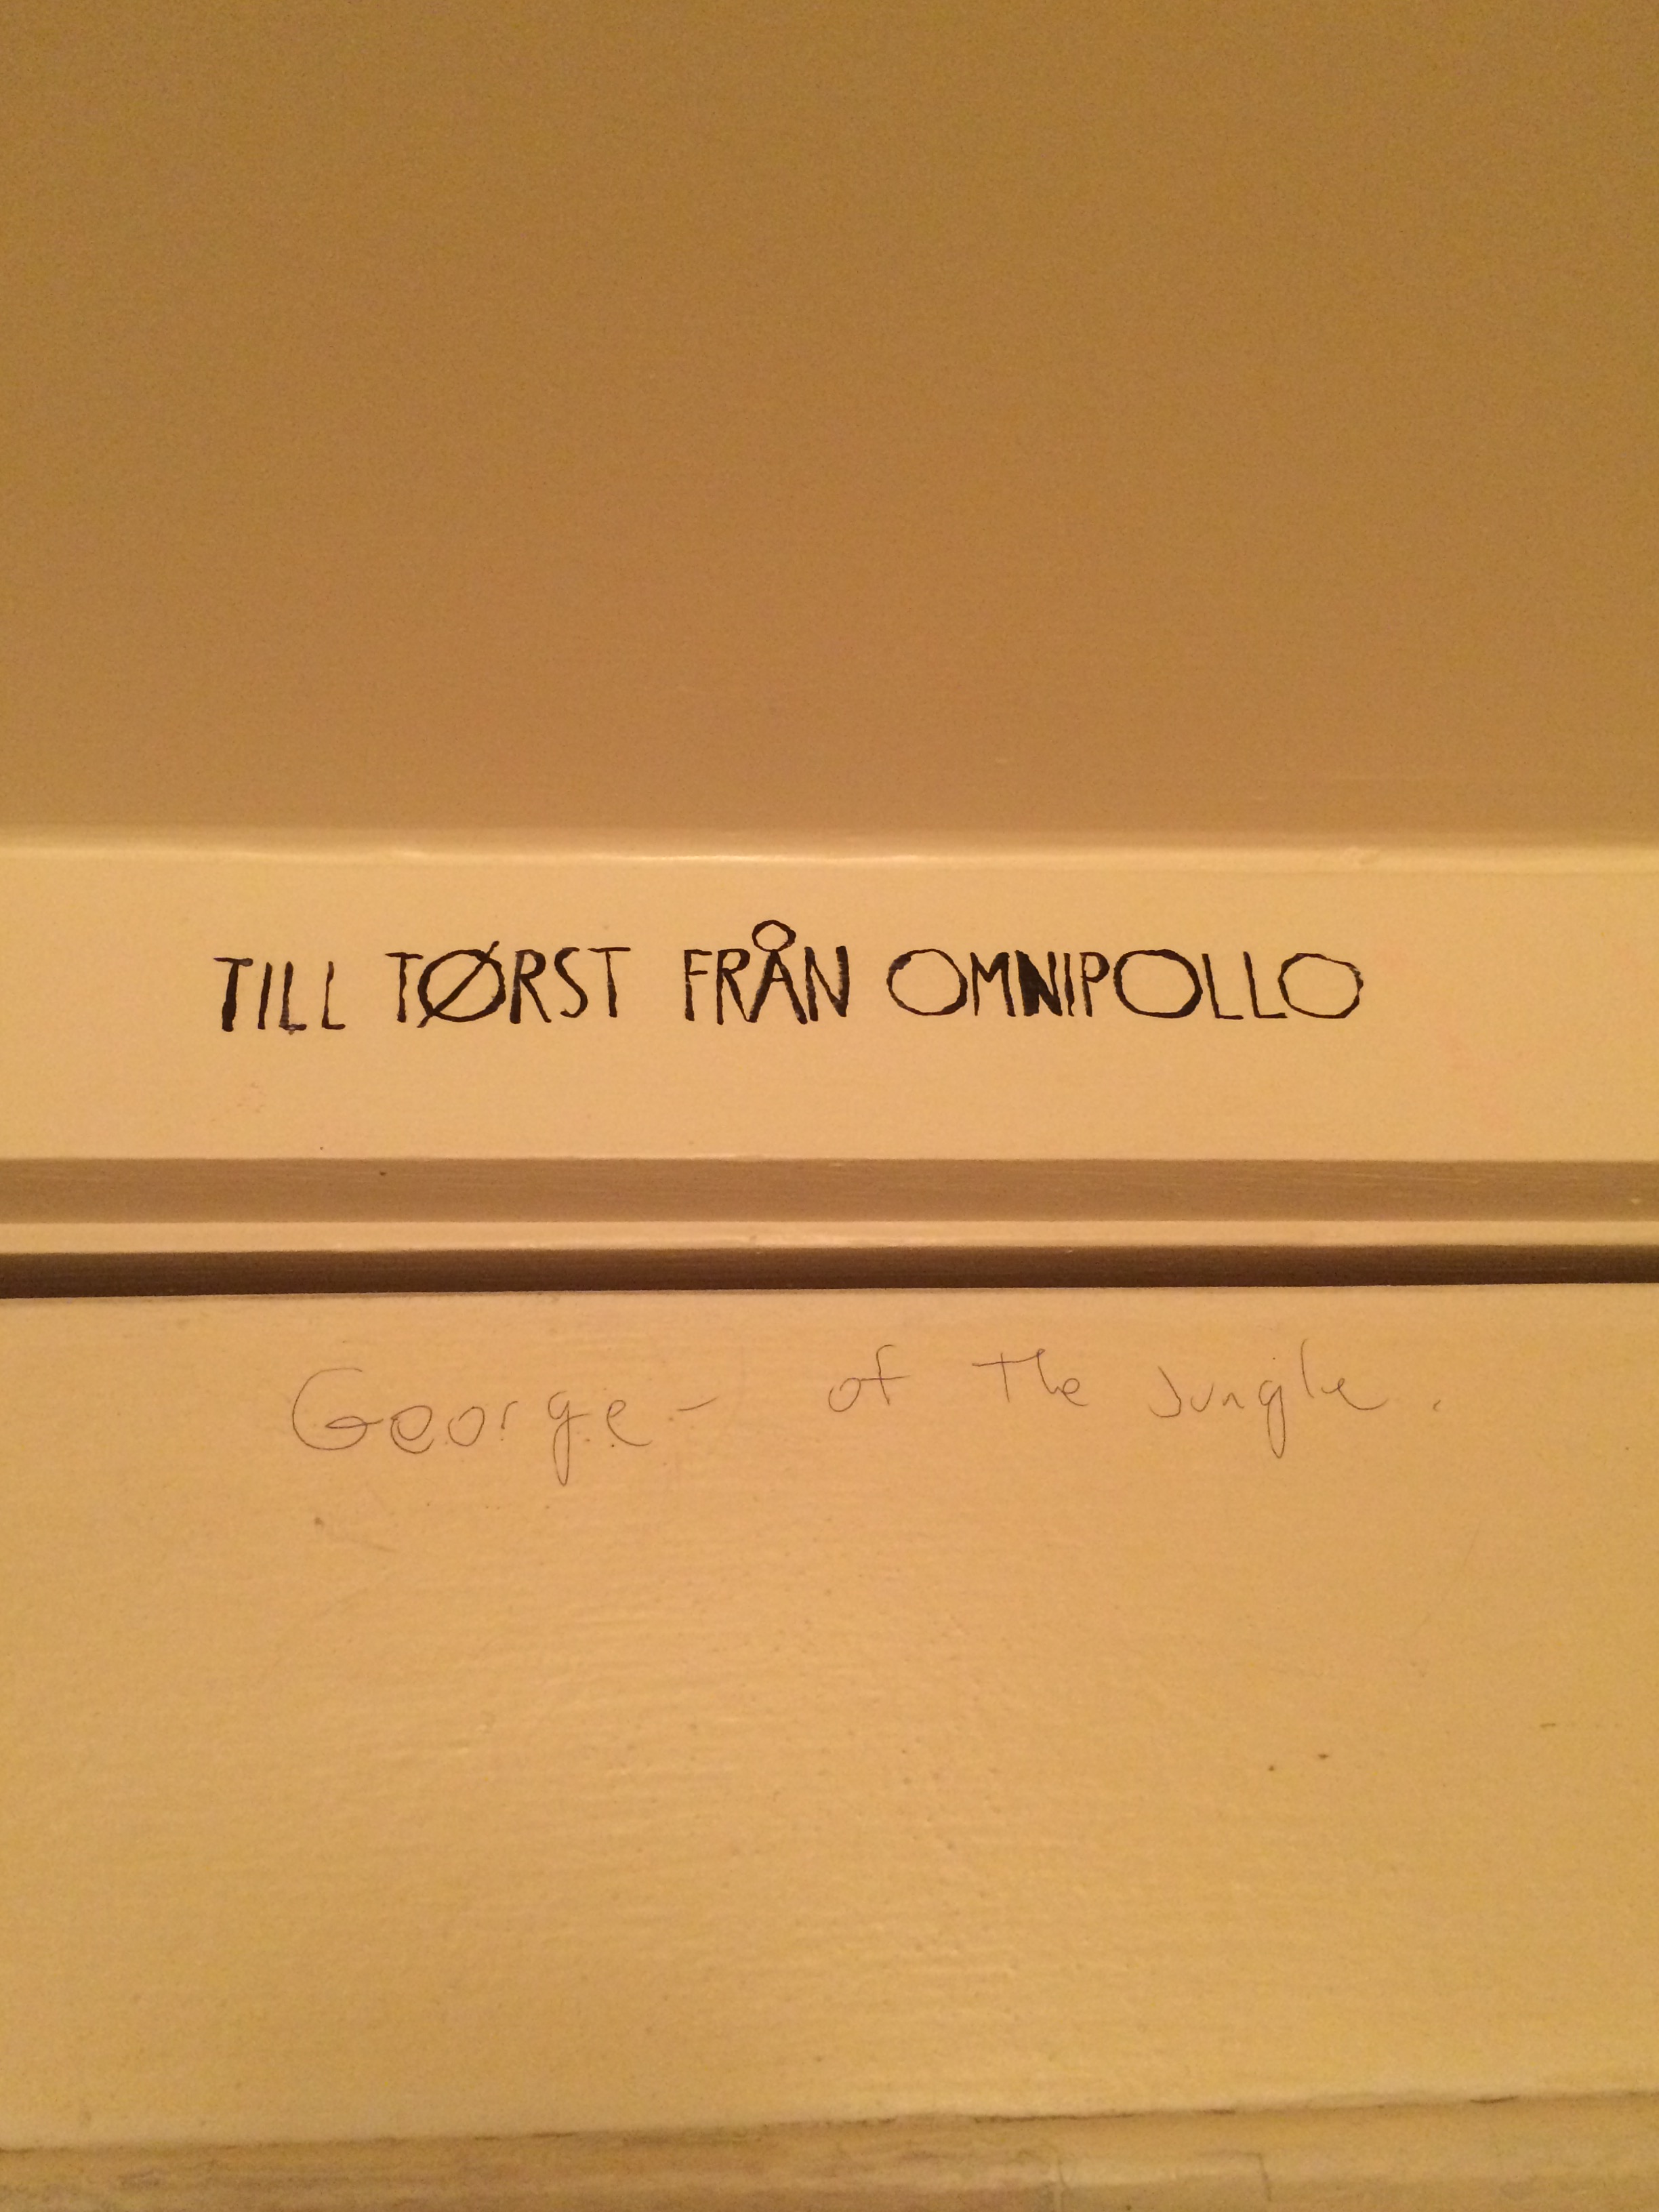 TILL TØRST FRÅN OMNIPOLLO
George - of The Jungle .